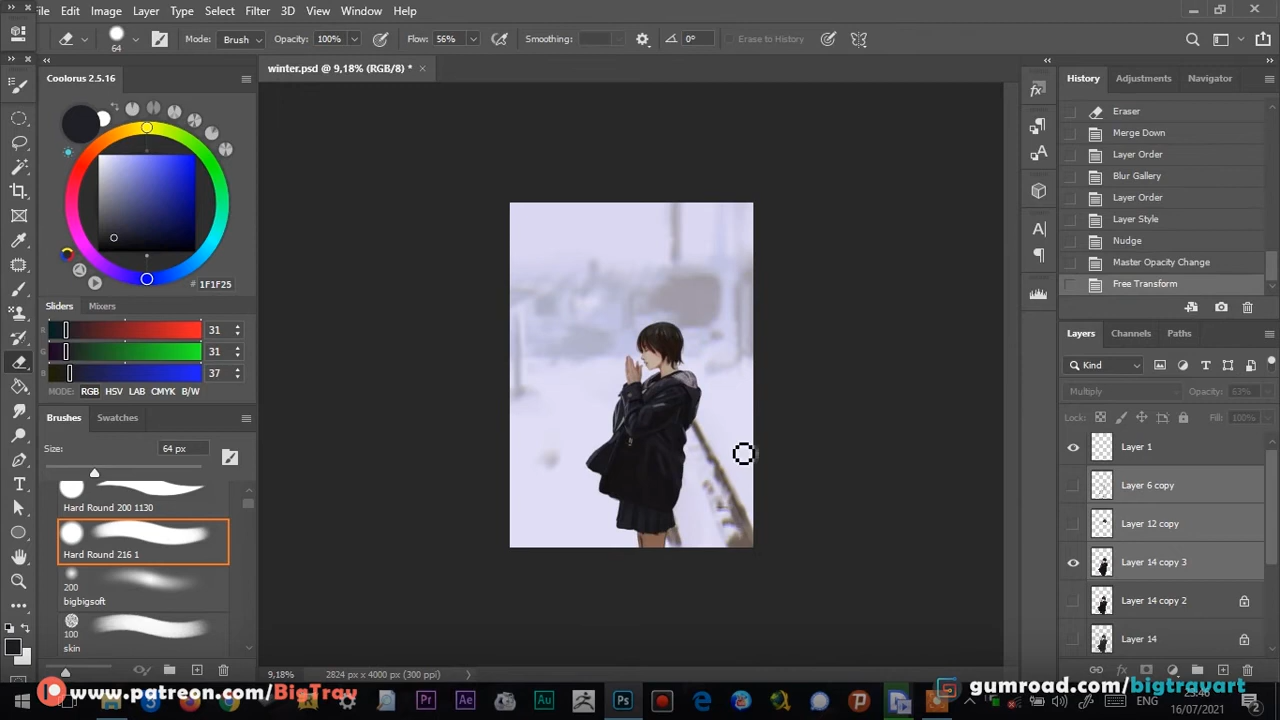 File Edit Image Layer Type Select Filter 3D View Window Help
64 Mode: Brush Opacity: 100% Flow: 56% Smoothing: 0° Erase to History
Coolorus 2.5.16
winter.psd @ 9,18% (RGB/8) *
# 1F1F25
Sliders Mixers
R 31
G 31
B 37
MODE: RGB HSV LAB CMYK B/W
Brushes Swatches
Size: 64 px
Hard Round 200 1130
Hard Round 216 1
200
bigbigsoft
100
skin
9,18% 2824 px x 4000 px (300 ppi)
History Adjustments Navigator
Eraser
Merge Down
Layer Order
Blur Gallery
Layer Order
Layer Style
Nudge
Master Opacity Change
Free Transform
Layers Channels Paths
Kind
Multiply Opacity: 63%
Lock: Fill: 100%
Layer 1
Layer 6 copy
Layer 12 copy
Layer 14 copy 3
Layer 14 copy 2
Layer 14
www.patreon.com/BigTrav
gumroad.com/bigtravart
ENG
16/07/2021
2